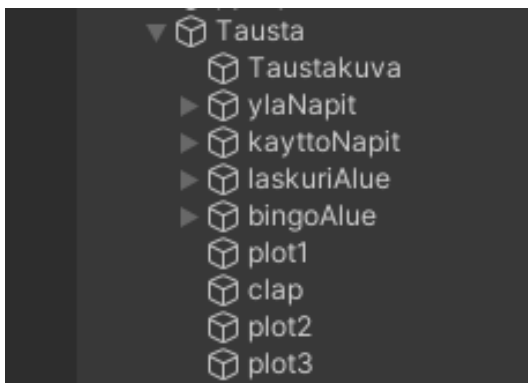 Tausta
Taustakuva
ylaNapit
kayttoNapit
laskuriAlue
bingoAlue
plot1
clap
plot2
plot3